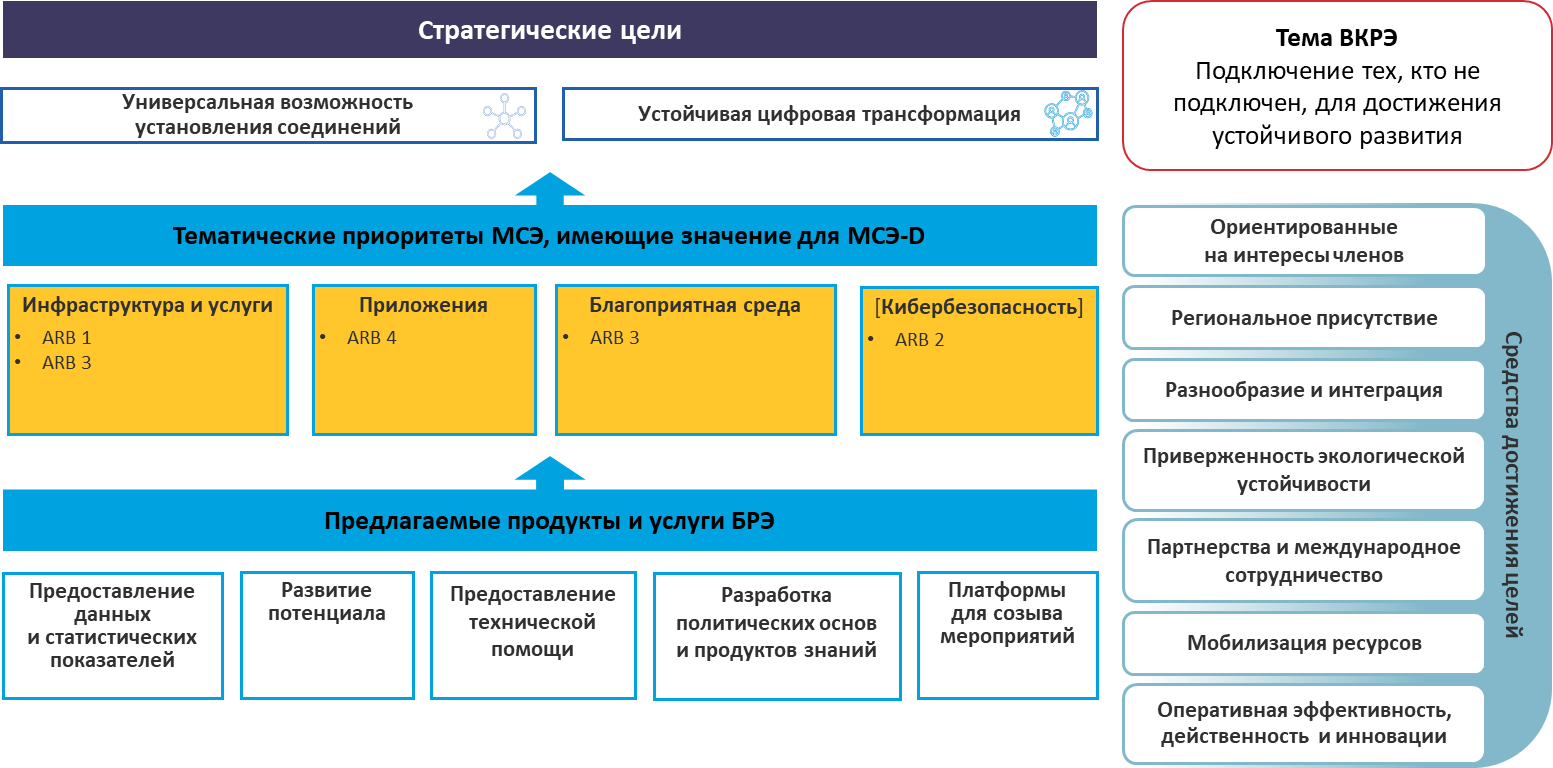 Стратегические цели
Универсальная возможность
установления соединений
Устойчивая цифровая трансформация
Тема ВКРЭ
Подключение тех, кто не
подключен, для достижения
устойчивого развития
Тематические приоритеты МСЭ, имеющие значение для МСЭ-D
Инфраструктура и услуги
• ARB 1
• ARB 3
Приложения
• ARB 4
Благоприятная среда
• ARB 3
[Кибербезопасность]
• ARB 2
Предлагаемые продукты и услуги БРЭ
Предоставление
данных
и статистических
показателей
Развитие
потенциала
Предоставление
технической
помощи
Разработка
политических основ
и продуктов знаний
Платформы
для созыва
мероприятий
Средства достижения целей
Ориентированные
на интересы членов
Региональное присутствие
Разнообразие и интеграция
Приверженность экологической
устойчивости
Партнерства и международное
сотрудничество
Мобилизация ресурсов
Оперативная эффективность,
действенность и инновации